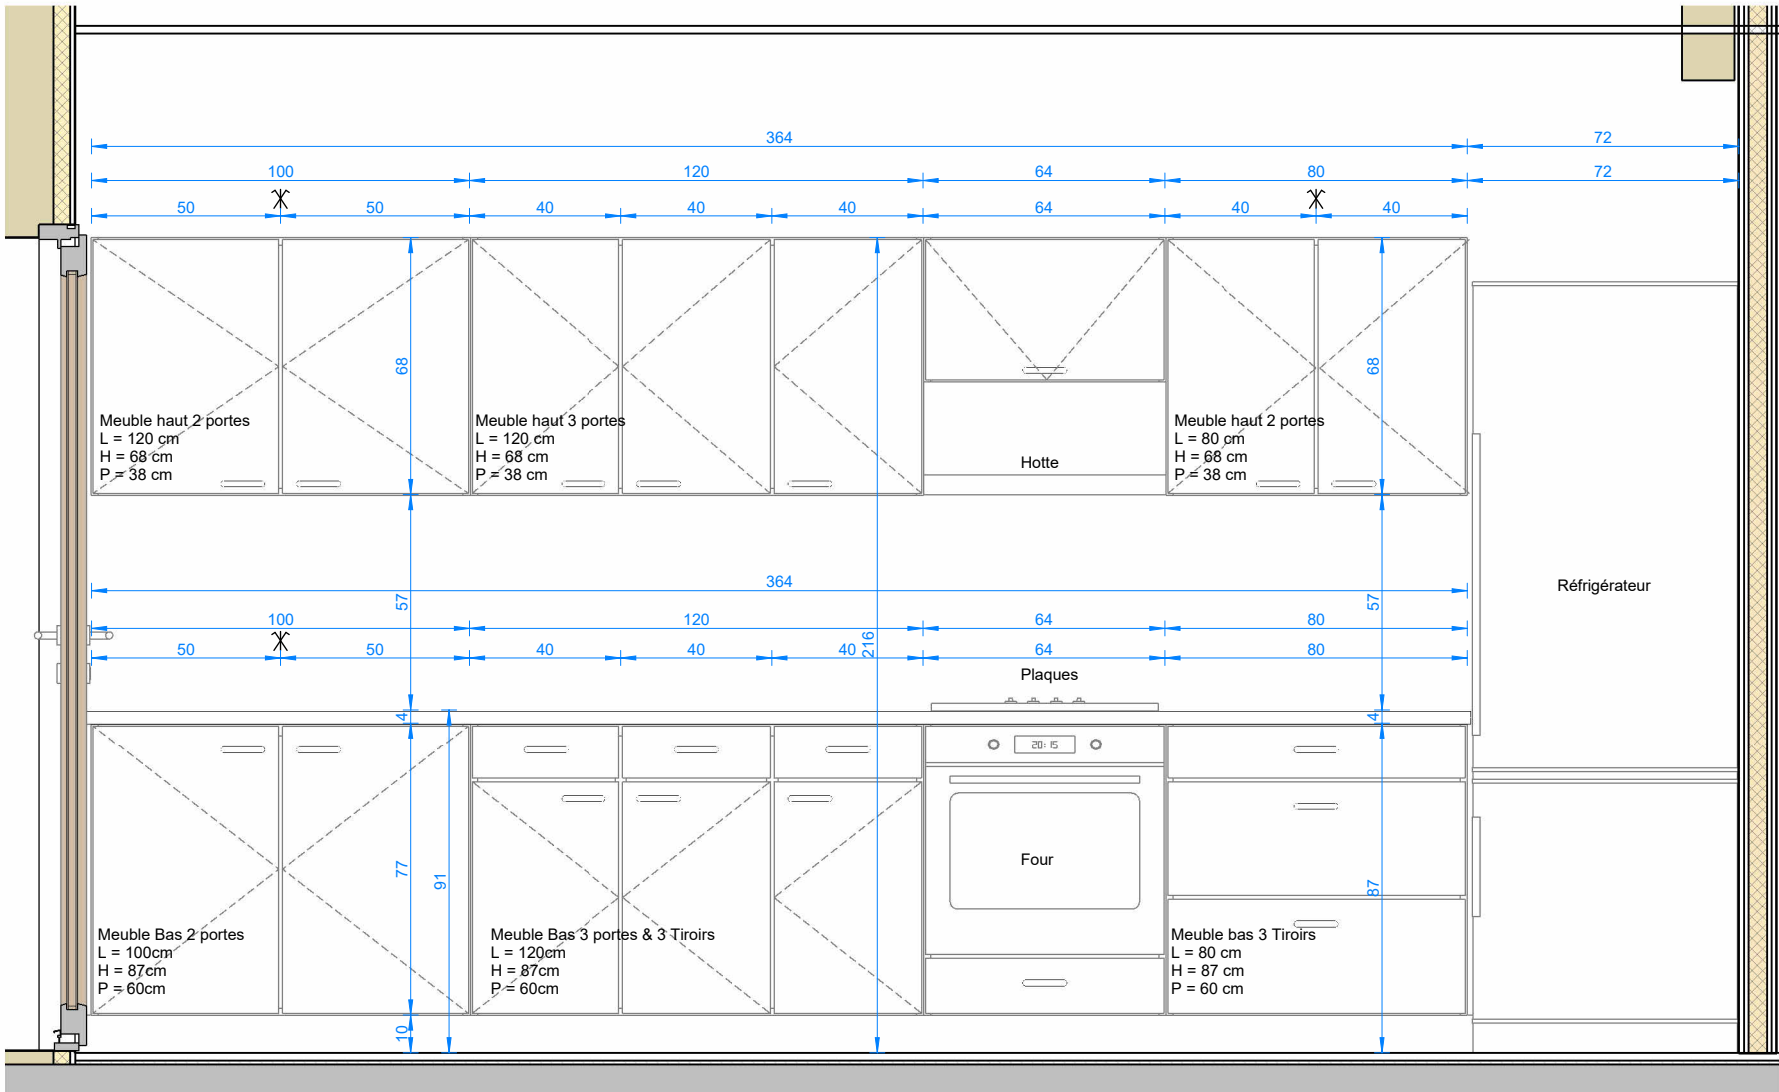 364 72
100 120 64 80 72
50 50 40 40 40 64 40 40
68 68
Meuble haut 2 portes
L = 120 cm
H = 68 cm
P = 38 cm
Meuble haut 3 portes
L = 120 cm
H = 68 cm
P = 38 cm
Hotte
Meuble haut 2 portes
L = 80 cm
H = 68 cm
P = 38 cm
Réfrigérateur
364
57 57
100 120 64 80
50 50 40 40 40 64 80
216
Plaques
4 4
20:15
77 91 87
Four
Meuble Bas 2 portes
L = 100cm
H = 87cm
P = 60cm
Meuble Bas 3 portes & 3 Tiroirs
L = 120cm
H = 87cm
P = 60cm
Meuble bas 3 Tiroirs
L = 80 cm
H = 87 cm
P = 60 cm
10